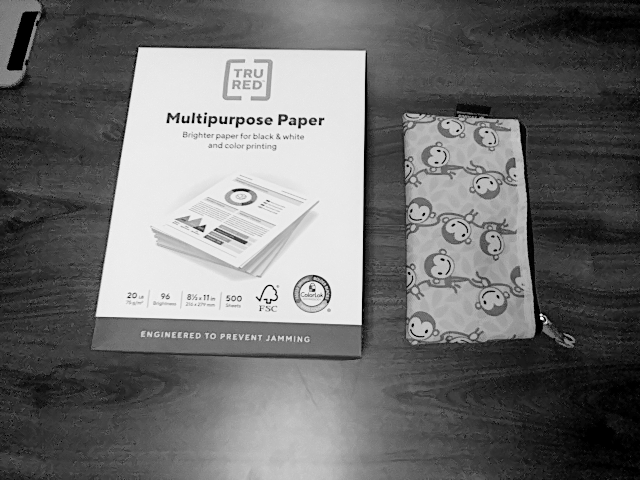 TRU
RED
Multipurpose Paper
Brighter paper for black & white
and color printing
20 LB
75 g/m²
96
Brightness
8½ x 11 in
216 x 279 mm
500
Sheets
FSC
ColorLok
ENGINEERED TO PREVENT JAMMING